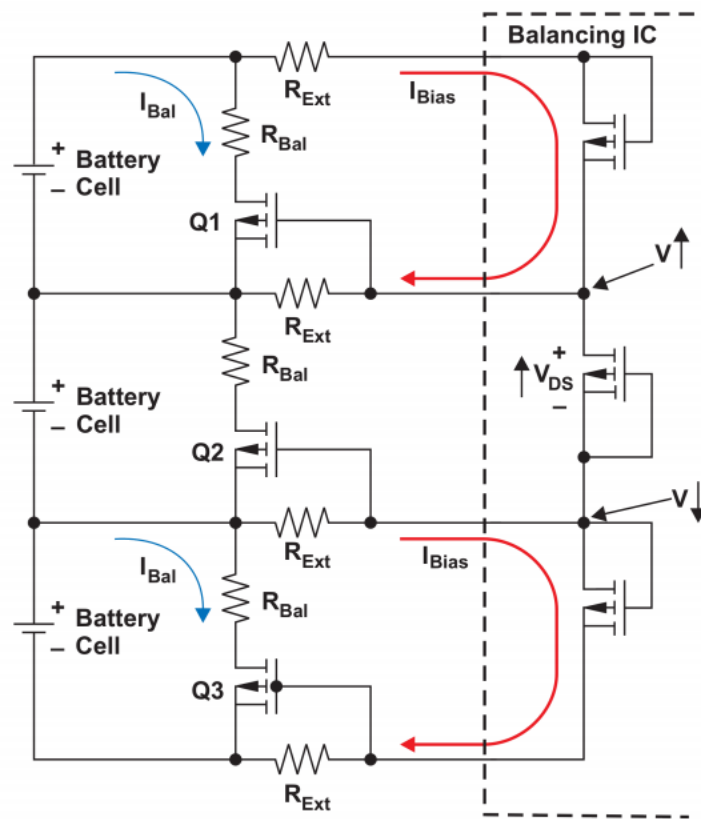 Balancing IC
R_Ext
I_Bal
I_Bias
R_Bal
+ Battery
– Cell
Q1
V
R_Ext
R_Bal
+
V_DS
–
+ Battery
– Cell
Q2
V
R_Ext
I_Bias
I_Bal
R_Bal
+ Battery
– Cell
Q3
R_Ext